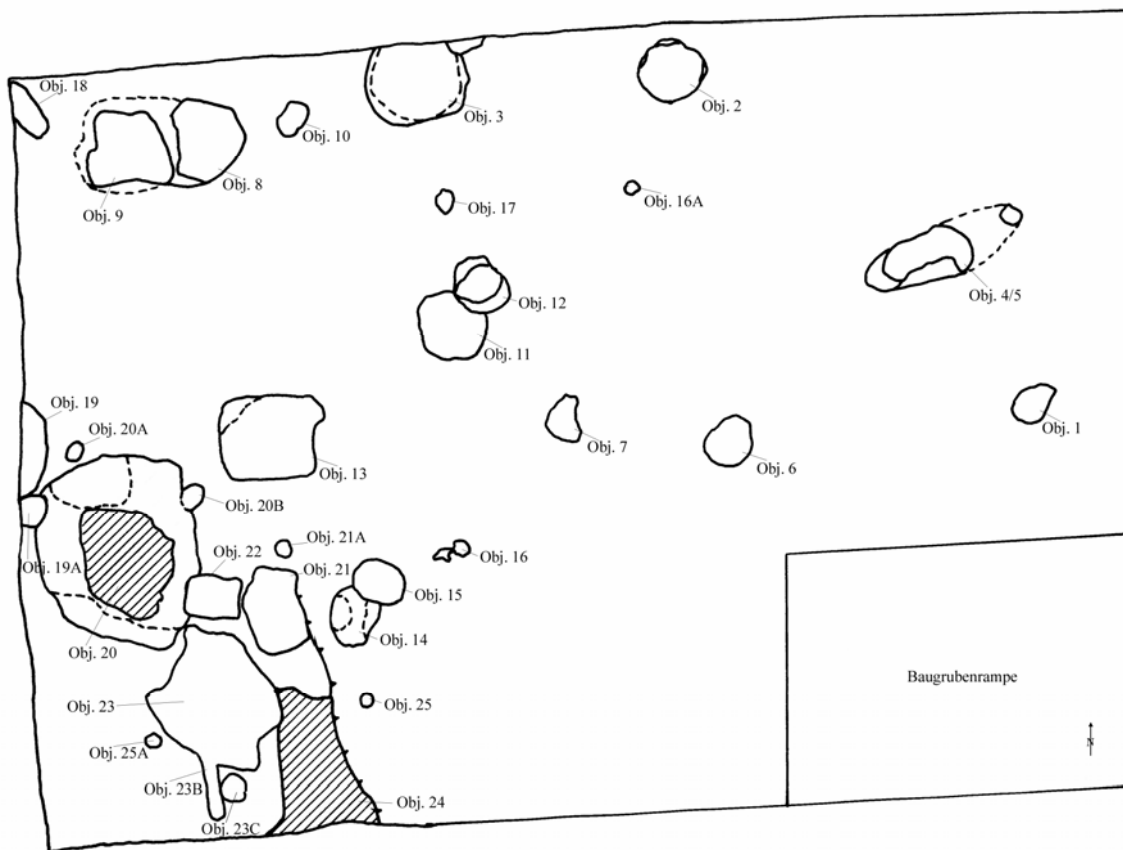 Obj. 18
Obj. 10
Obj. 3
Obj. 2
Obj. 8
Obj. 9
Obj. 17
Obj. 16A
Obj. 4/5
Obj. 12
Obj. 11
Obj. 19
Obj. 20A
Obj. 13
Obj. 7
Obj. 6
Obj. 1
Obj. 20B
Obj. 21A
Obj. 22
Obj. 21
Obj. 16
Obj. 19A
Obj. 15
Obj. 14
Obj. 20
Baugrubenrampe
Obj. 23
Obj. 25
Obj. 25A
N
Obj. 23B
Obj. 24
Obj. 23C